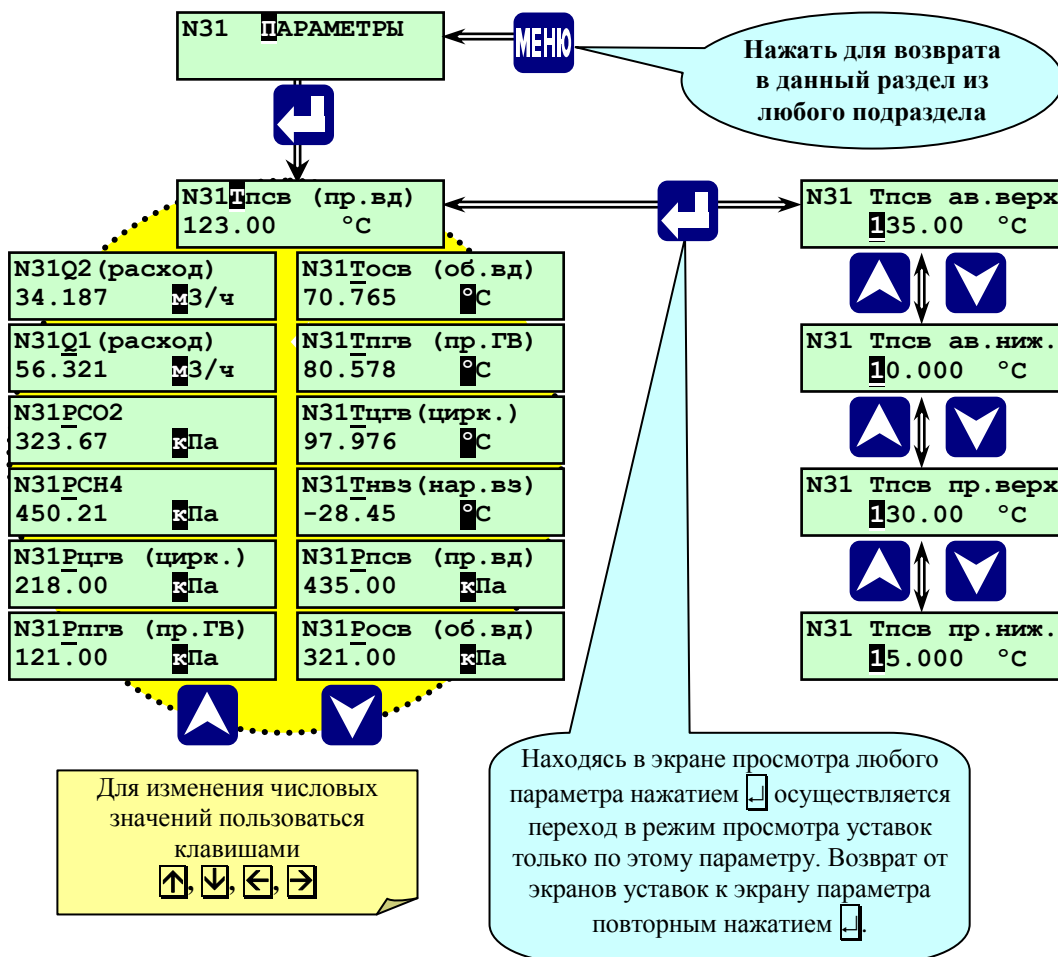 N31 ПАРАМЕТРЫ
МЕНЮ
Нажать для возврата
в данный раздел из
любого подраздела
N31Тпсв (пр.вд)
123.00 °C
N31Q2(расход)
34.187 м3/ч
N31Q1(расход)
56.321 м3/ч
N31PCO2
323.67 кПа
N31PCH4
450.21 кПа
N31Рцгв (цирк.)
218.00 кПа
N31Рпгв (пр.ГВ)
121.00 кПа
N31Тосв (об.вд)
70.765 °C
N31Тпгв (пр.ГВ)
80.578 °C
N31Тцгв(цирк.)
97.976 °C
N31Тнвз(нар.вз)
-28.45 °C
N31Рпсв (пр.вд)
435.00 кПа
N31Росв (об.вд)
321.00 кПа
N31 Тпсв ав.верх
135.00 °C
N31 Тпсв ав.ниж.
10.000 °C
N31 Тпсв пр.верх
130.00 °C
N31 Тпсв пр.ниж.
15.000 °C
Для изменения числовых
значений пользоваться
клавишами
↑, ↓, ←, →
Находясь в экране просмотра любого
параметра нажатием ↵ осуществляется
переход в режим просмотра уставок
только по этому параметру. Возврат от
экранов уставок к экрану параметра
повторным нажатием ↵.